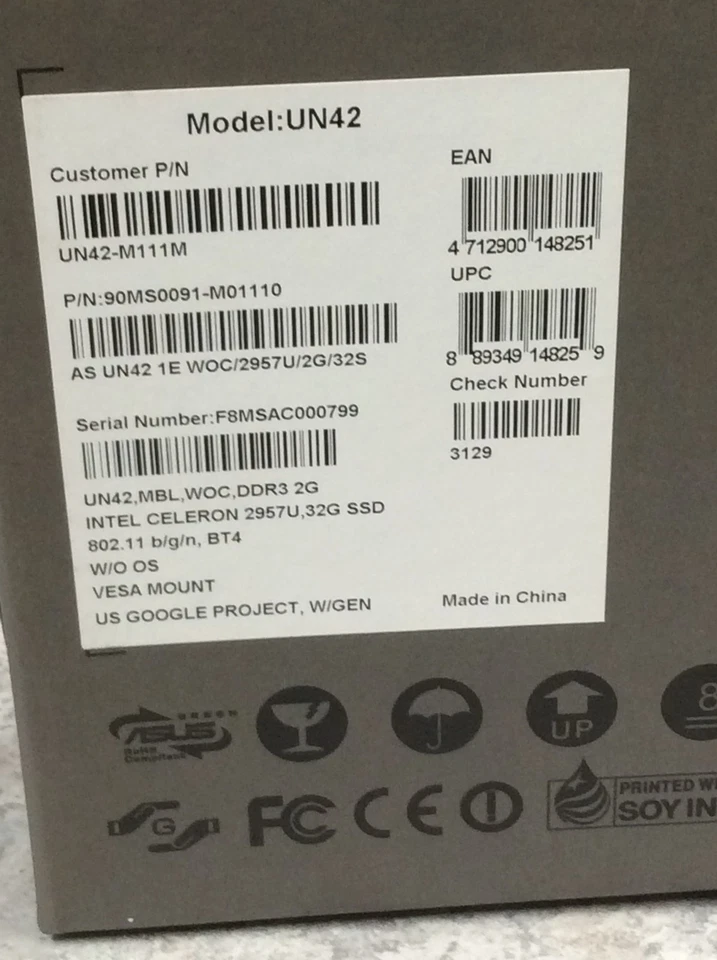 Model:UN42
Customer P/N
UN42-M111M
P/N:90MS0091-M01110
AS UN42 1E WOC/2957U/2G/32S
Serial Number:F8MSAC000799
UN42,MBL,WOC,DDR3 2G
INTEL CELERON 2957U,32G SSD
802.11 b/g/n, BT4
W/O OS
VESA MOUNT
US GOOGLE PROJECT, W/GEN
EAN
4 712900 148251
UPC
8 89349 14825 9
Check Number
3129
Made in China
ASUS
RoHS
Compliant
UP
8
G
FC CE
PRINTED WI
SOY IN